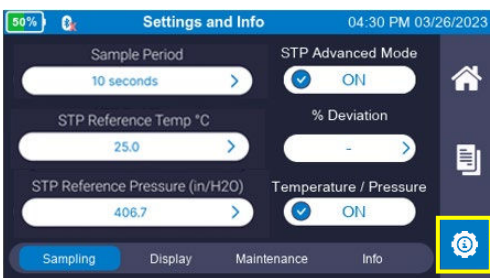 50% Settings and Info 04:30 PM 03/26/2023
Sample Period STP Advanced Mode
10 seconds ON
STP Reference Temp °C % Deviation
25.0 -
STP Reference Pressure (in/H2O) Temperature / Pressure
406.7 ON
Sampling Display Maintenance Info